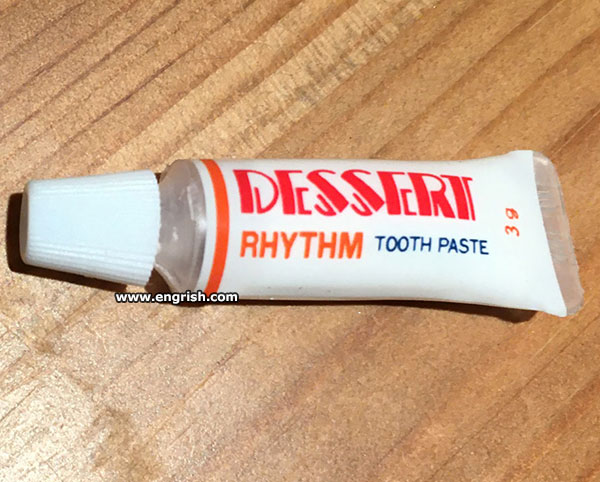 DESSERT
RHYTHM TOOTH PASTE
3g
www.engrish.com